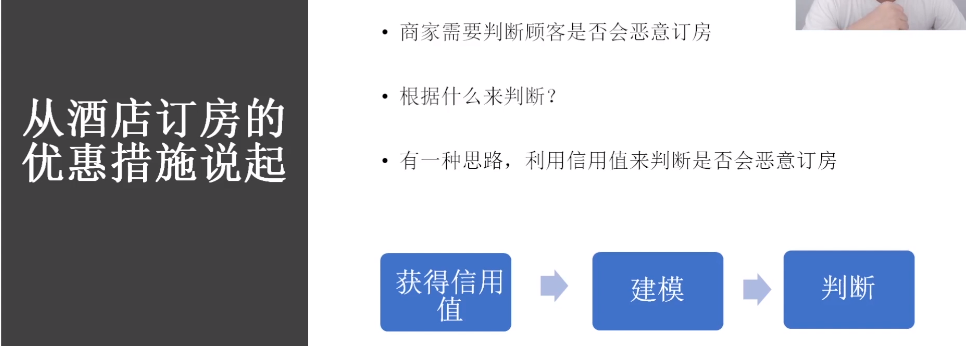 从酒店订房的
优惠措施说起
• 商家需要判断顾客是否会恶意订房
• 根据什么来判断？
• 有一种思路，利用信用值来判断是否会恶意订房
获得信用
值
建模
判断